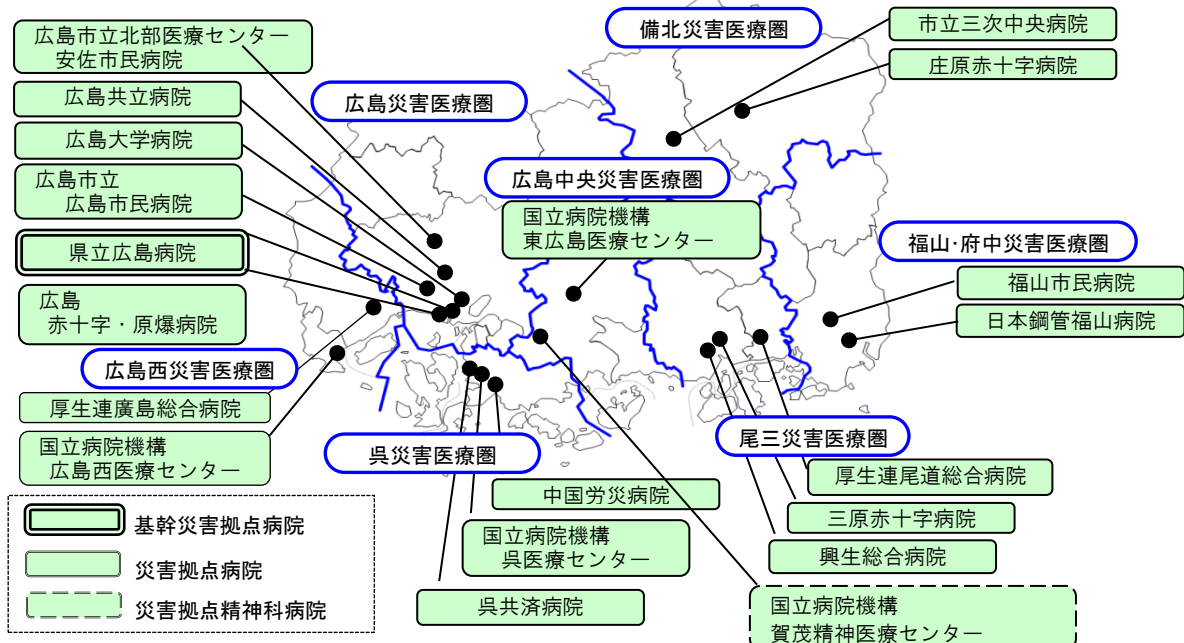 広島市立北部医療センター
安佐市民病院
広島共立病院
広島大学病院
広島市立
広島市民病院
県立広島病院
広島
赤十字・原爆病院
広島災害医療圏
備北災害医療圏
市立三次中央病院
庄原赤十字病院
広島中央災害医療圏
国立病院機構
東広島医療センター
福山・府中災害医療圏
福山市民病院
日本鋼管福山病院
広島西災害医療圏
厚生連廣島総合病院
国立病院機構
広島西医療センター
呉災害医療圏
中国労災病院
国立病院機構
呉医療センター
呉共済病院
尾三災害医療圏
厚生連尾道総合病院
三原赤十字病院
興生総合病院
国立病院機構
賀茂精神医療センター
基幹災害拠点病院
災害拠点病院
災害拠点精神科病院